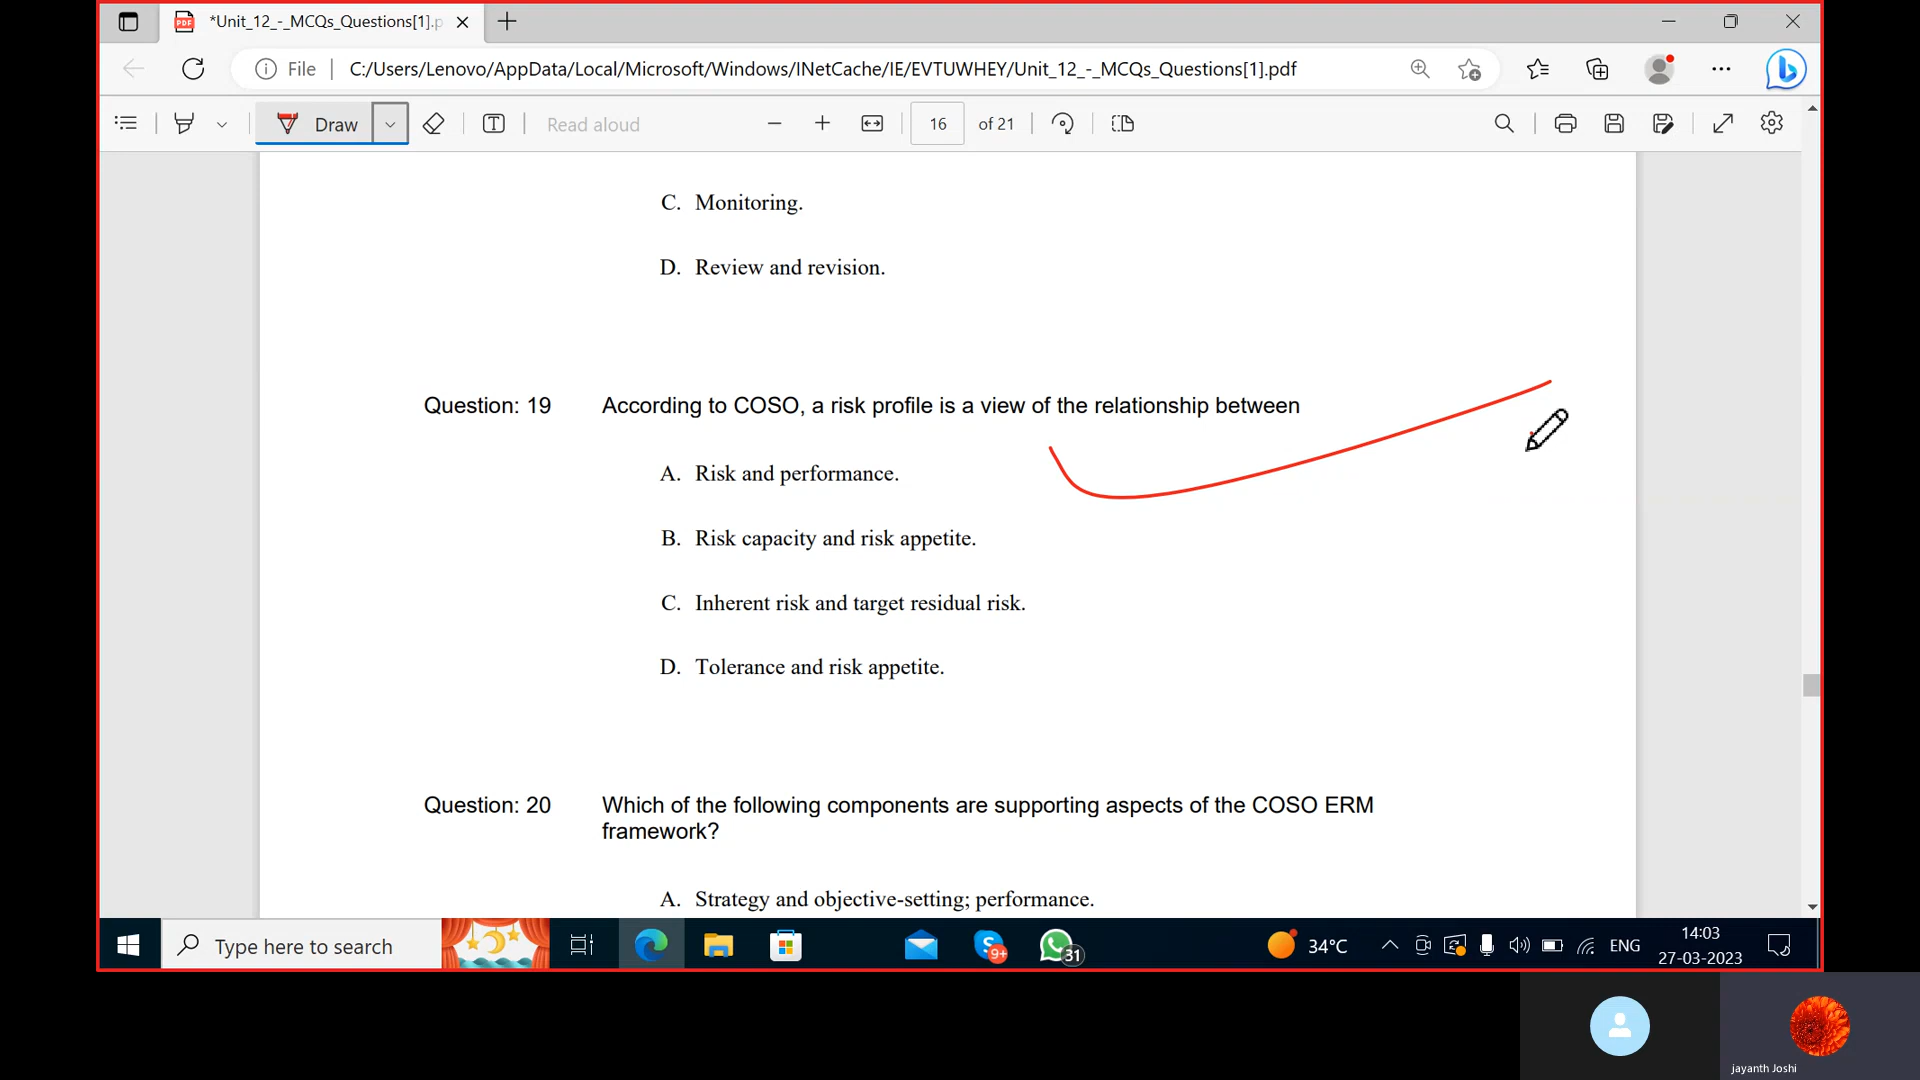 *Unit_12_-_MCQs_Questions[1].p
File
C:/Users/Lenovo/AppData/Local/Microsoft/Windows/INetCache/IE/EVTUWHEY/Unit_12_-_MCQs_Questions[1].pdf
Draw
Read aloud
16 of 21
C. Monitoring.
D. Review and revision.
Question: 19 According to COSO, a risk profile is a view of the relationship between
A. Risk and performance.
B. Risk capacity and risk appetite.
C. Inherent risk and target residual risk.
D. Tolerance and risk appetite.
Question: 20 Which of the following components are supporting aspects of the COSO ERM
framework?
A. Strategy and objective-setting; performance.
Type here to search
9+
31
34°C
ENG
14:03
27-03-2023
jayanth Joshi